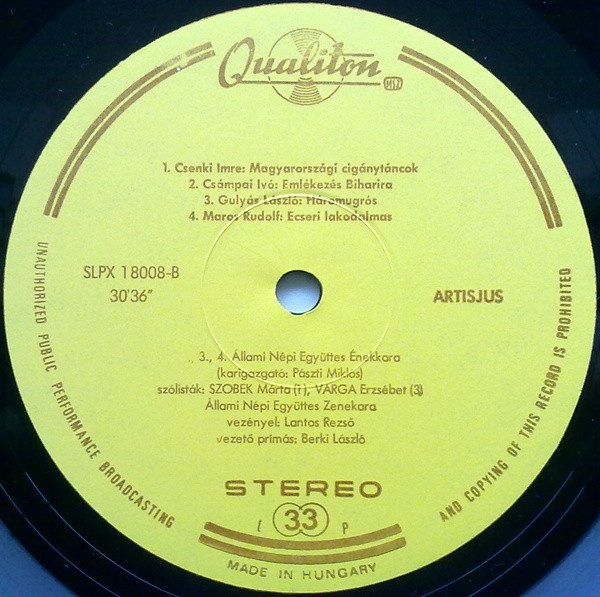 Qualiton
MSZ
1. Csenki Imre: Magyarországi cigánytáncok
2. Csámpai Ivó: Emlékezés Biharira
3. Gulyás László: Háromugrós
4. Maros Rudolf: Ecseri lakodalmas
SLPX 18008-B
30'36"
ARTISJUS
., 3., 4. Állami Népi Együttes Énekkara
(karigazgató: Pászti Miklós)
szólisták: SZOBEK Márta (1), VARGA Erzsébet (3)
Állami Népi Együttes Zenekara
vezényel: Lantos Rezső
vezető prímás: Berki László
STEREO
L 33 P
UNAUTHORIZED PUBLIC PERFORMANCE BROADCASTING
AND COPYING OF THIS RECORD IS PROHIBITED
MADE IN HUNGARY